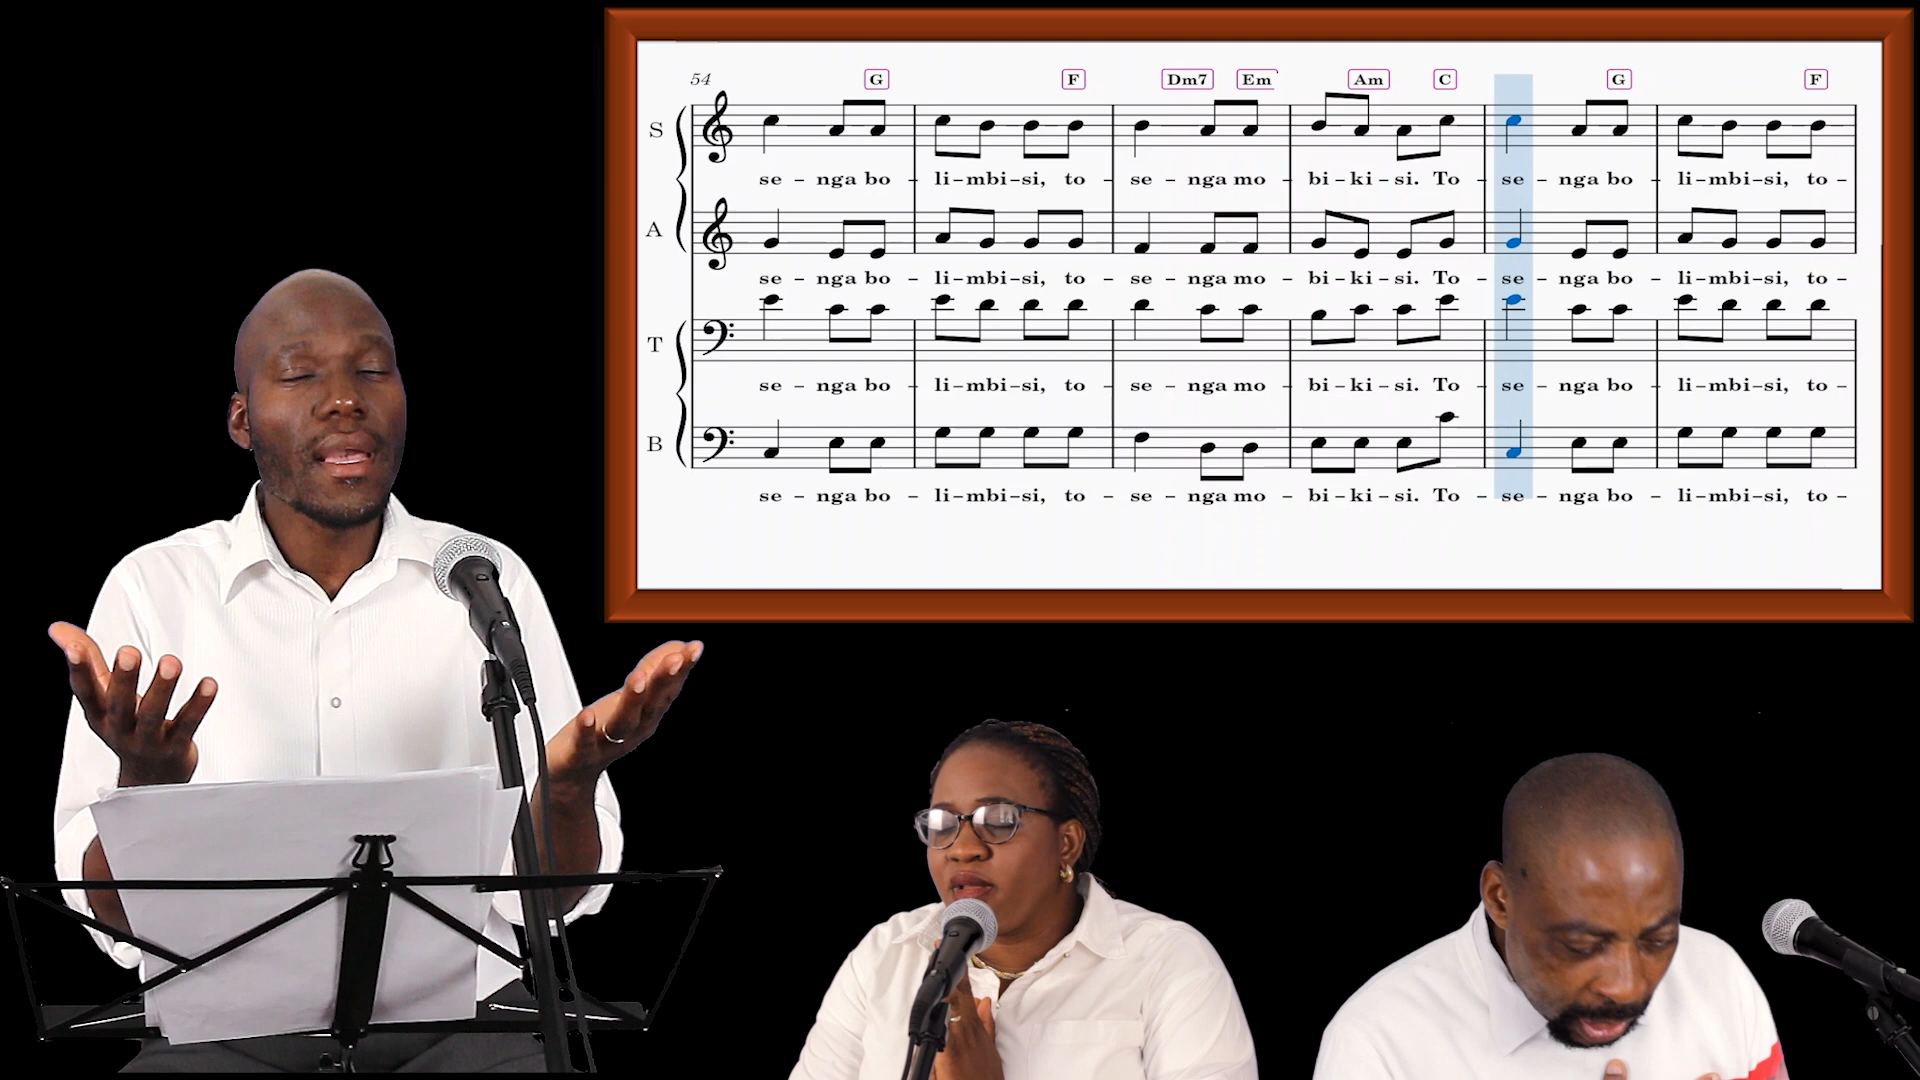 54 G F Dm7 Em Am C G F
S
se - nga bo - li-mbi-si, to - se - nga mo - bi-ki-si. To - se - nga bo - li-mbi-si, to -
A
se - nga bo - li-mbi-si, to - se - nga mo - bi-ki-si. To - se - nga bo - li-mbi-si, to -
T
se - nga bo - li-mbi-si, to - se - nga mo - bi-ki-si. To - se - nga bo - li-mbi-si, to -
B
se - nga bo - li-mbi-si, to - se - nga mo - bi-ki-si. To - se - nga bo - li-mbi-si, to -